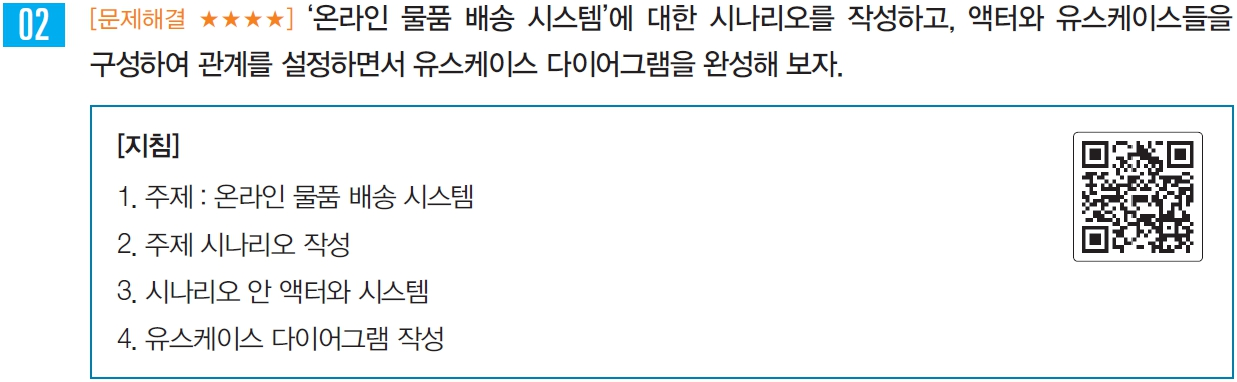 02 [문제해결 ★★★★] ‘온라인 물품 배송 시스템’에 대한 시나리오를 작성하고, 액터와 유스케이스들을
구성하여 관계를 설정하면서 유스케이스 다이어그램을 완성해 보자.
[지침]
1. 주제 : 온라인 물품 배송 시스템
2. 주제 시나리오 작성
3. 시나리오 안 액터와 시스템
4. 유스케이스 다이어그램 작성